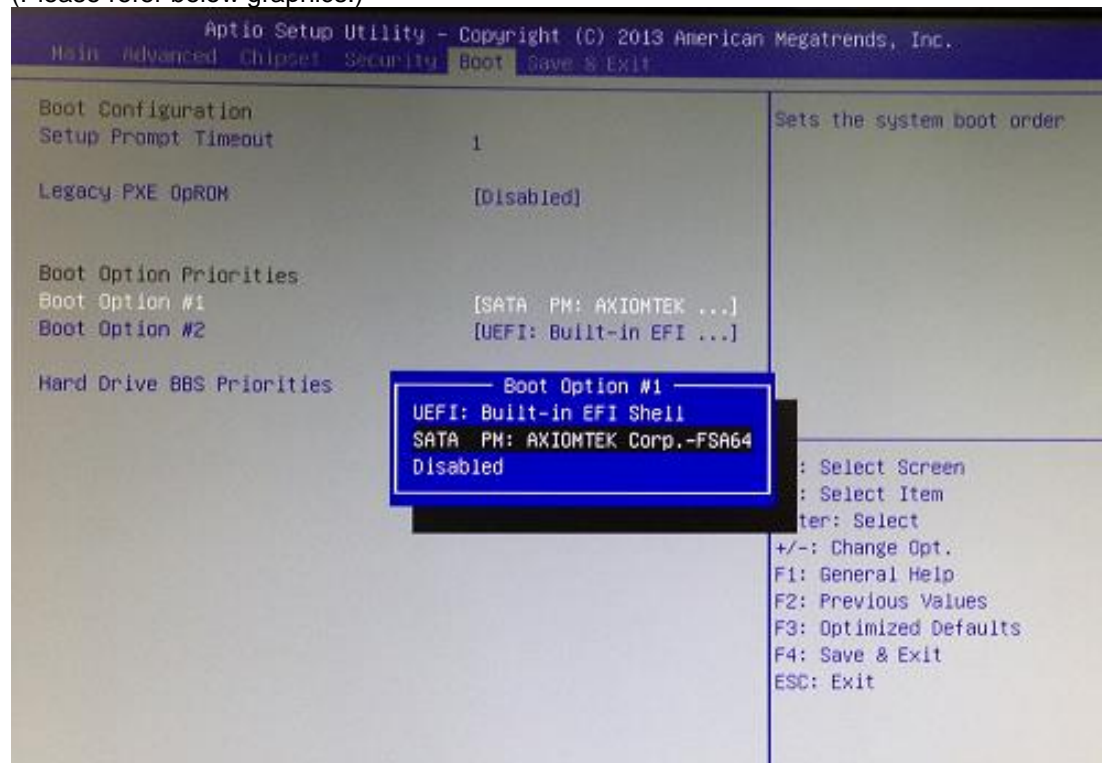 (Please refer below graphics.)
Aptio Setup Utility - Copyright (C) 2013 American Megatrends, Inc.
Main Advanced Chipset Security Boot Save & Exit
Boot Configuration
Setup Prompt Timeout 1
Legacy PXE OpROM [Disabled]
Boot Option Priorities
Boot Option #1 [SATA PM: AXIOMTEK ...]
Boot Option #2 [UEFI: Built-in EFI ...]
Hard Drive BBS Priorities
Boot Option #1
UEFI: Built-in EFI Shell
SATA PM: AXIOMTEK Corp.-FSA64
Disabled
Sets the system boot order
: Select Screen
: Select Item
ter: Select
+/-: Change Opt.
F1: General Help
F2: Previous Values
F3: Optimized Defaults
F4: Save & Exit
ESC: Exit